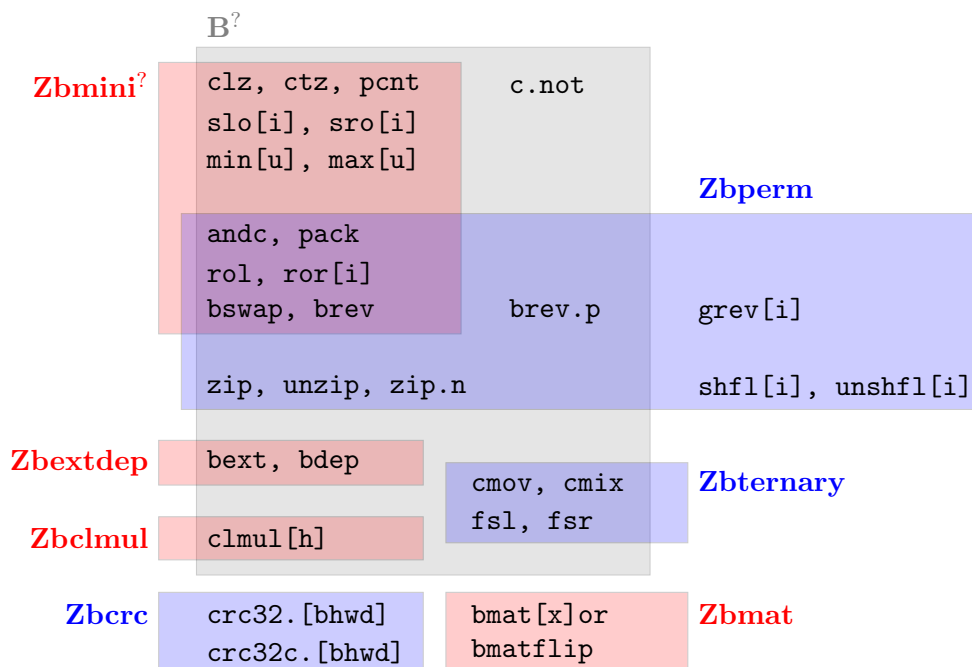 B?
Zbmini?
clz, ctz, pcnt c.not
slo[i], sro[i]
min[u], max[u]
Zbperm
andc, pack
rol, ror[i]
bswap, brev brev.p grev[i]
zip, unzip, zip.n shfl[i], unshfl[i]
Zbextdep bext, bdep
cmov, cmix Zbternary
fsl, fsr
Zbclmul clmul[h]
Zbcrc crc32.[bhwd] bmat[x]or Zbmat
crc32c.[bhwd] bmatflip